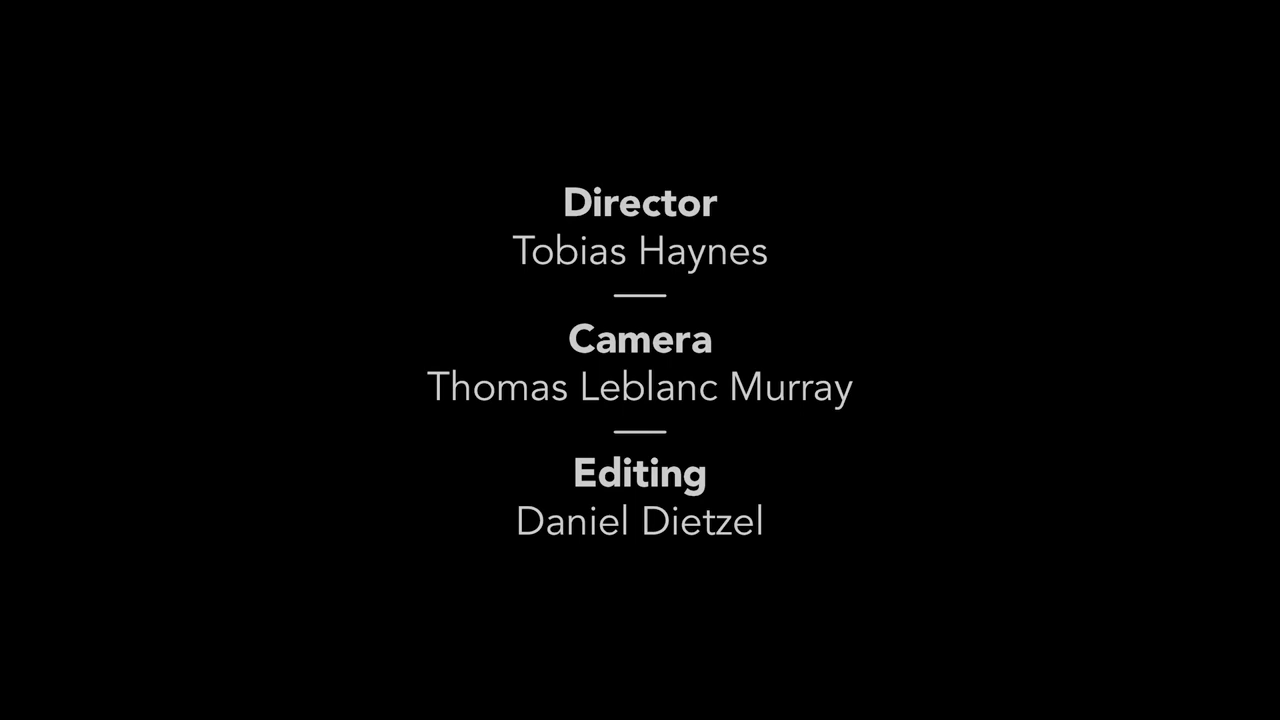 Director
Tobias Haynes
Camera
Thomas Leblanc Murray
Editing
Daniel Dietzel